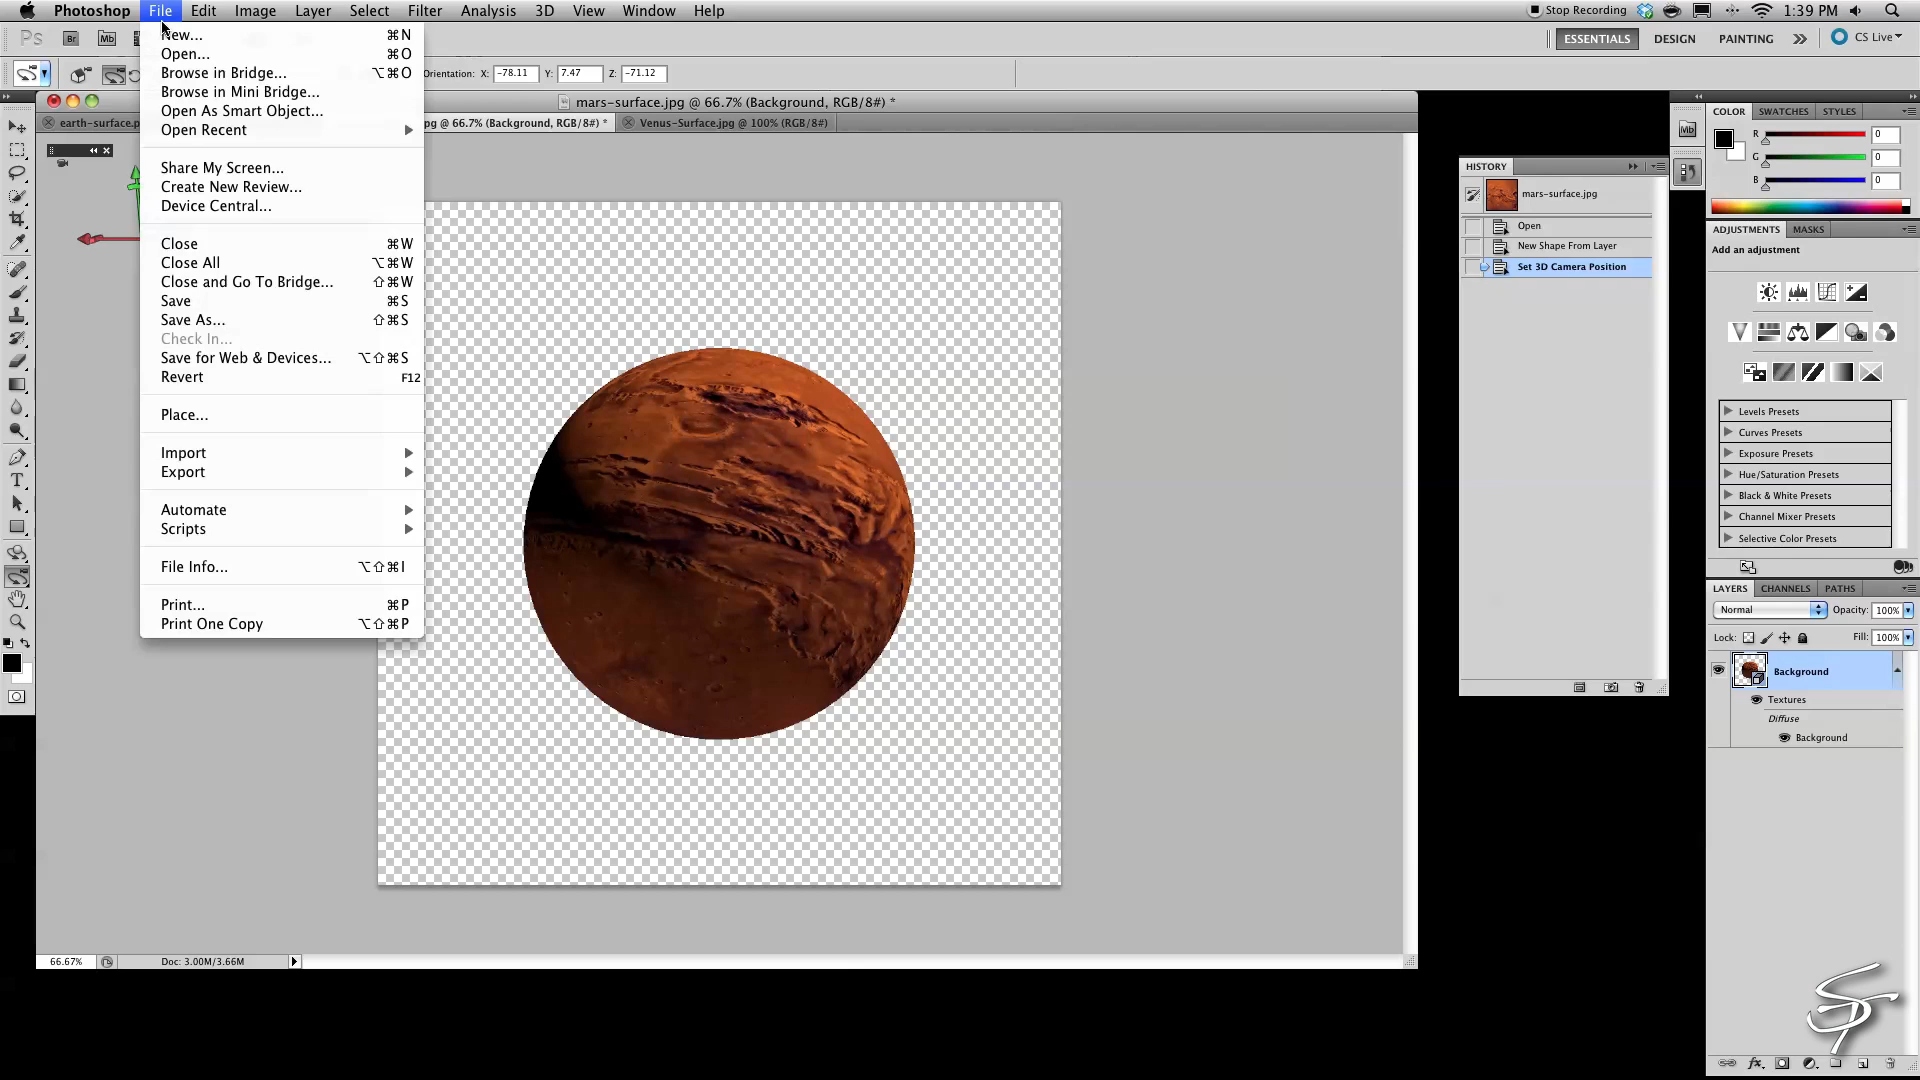 Photoshop File Edit Image Layer Select Filter Analysis 3D View Window Help Stop Recording 1:39 PM
Ps Br Mb ESSENTIALS DESIGN PAINTING CS Live
Orientation: X: -78.11 Y: 7.47 Z: -71.12
mars-surface.jpg @ 66.7% (Background, RGB/8#) *
earth-surface.p pg @ 66.7% (Background, RGB/8#) * Venus-Surface.jpg @ 100% (RGB/8#)
New... ⌘N
Open... ⌘O
Browse in Bridge... ⌥⌘O
Browse in Mini Bridge...
Open As Smart Object...
Open Recent
Share My Screen...
Create New Review...
Device Central...
Close ⌘W
Close All ⌥⌘W
Close and Go To Bridge... ⇧⌘W
Save ⌘S
Save As... ⇧⌘S
Check In...
Save for Web & Devices... ⌥⇧⌘S
Revert F12
Place...
Import
Export
Automate
Scripts
File Info... ⌥⇧⌘I
Print... ⌘P
Print One Copy ⌥⇧⌘P
66.67% Doc: 3.00M/3.66M
HISTORY
mars-surface.jpg
Open
New Shape From Layer
Set 3D Camera Position
Mb
COLOR SWATCHES STYLES
R 0
G 0
B 0
ADJUSTMENTS MASKS
Add an adjustment
Levels Presets
Curves Presets
Exposure Presets
Hue/Saturation Presets
Black & White Presets
Channel Mixer Presets
Selective Color Presets
LAYERS CHANNELS PATHS
Normal Opacity: 100%
Lock: Fill: 100%
Background
Textures
Diffuse
Background